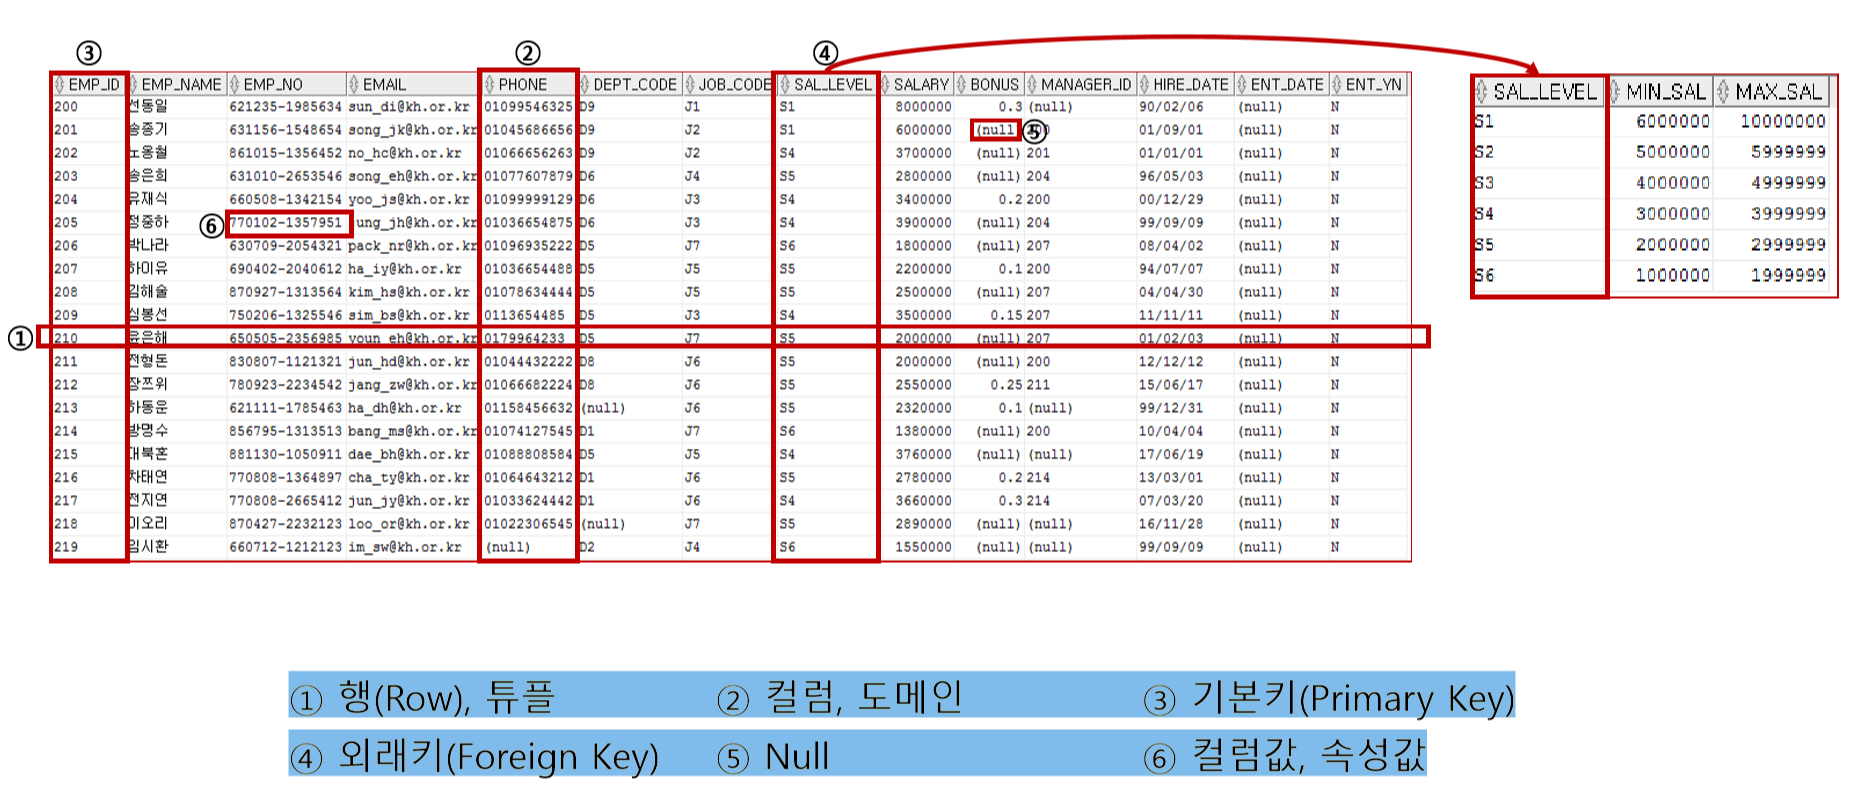 ③ ② ④
EMP_ID EMP_NAME EMP_NO EMAIL PHONE DEPT_CODE JOB_CODE SAL_LEVEL SALARY BONUS MANAGER_ID HIRE_DATE ENT_DATE ENT_YN
200 선동일 621235-1985634 sun_di@kh.or.kr 01099546325 D9 J1 S1 8000000 0.3 (null) 90/02/06 (null) N
201 송종기 631156-1548654 song_jk@kh.or.kr 01045686656 D9 J2 S1 6000000 (null ⑤ 01/09/01 (null) N
202 노옹철 861015-1356452 no_hc@kh.or.kr 01066656263 D9 J2 S4 3700000 (null) 201 01/01/01 (null) N
203 송은희 631010-2653546 song_eh@kh.or.kr 01077607879 D6 J4 S5 2800000 (null) 204 96/05/03 (null) N
204 유재식 660508-1342154 yoo_js@kh.or.kr 01099999129 D6 J3 S4 3400000 0.2 200 00/12/29 (null) N
205 정중하 ⑥ 770102-1357951 ung_jh@kh.or.kr 01036654875 D6 J3 S4 3900000 (null) 204 99/09/09 (null) N
206 박나라 630709-2054321 pack_nr@kh.or.kr 01096935222 D5 J7 S6 1800000 (null) 207 08/04/02 (null) N
207 하미유 690402-2040612 ha_iy@kh.or.kr 01036654488 D5 J5 S5 2200000 0.1 200 94/07/07 (null) N
208 김해술 870927-1313564 kim_hs@kh.or.kr 01078634444 D5 J5 S5 2500000 (null) 207 04/04/30 (null) N
209 심봉선 750206-1325546 sim_bs@kh.or.kr 0113654485 D5 J3 S4 3500000 0.15 207 11/11/11 (null) N
① 210 윤은해 650505-2356985 youn_eh@kh.or.kr 0179964233 D5 J7 S5 2000000 (null) 207 01/02/03 (null) N
211 전형돈 830807-1121321 jun_hd@kh.or.kr 01044432222 D8 J6 S5 2000000 (null) 200 12/12/12 (null) N
212 장쯔위 780923-2234542 jang_zw@kh.or.kr 01066682224 D8 J6 S5 2550000 0.25 211 15/06/17 (null) N
213 하동운 621111-1785463 ha_dh@kh.or.kr 01158456632 (null) J6 S5 2320000 0.1 (null) 99/12/31 (null) N
214 방명수 856795-1313513 bang_ms@kh.or.kr 01074127545 D1 J7 S6 1380000 (null) 200 10/04/04 (null) N
215 대북혼 881130-1050911 dae_bh@kh.or.kr 01088808584 D5 J5 S4 3760000 (null) (null) 17/06/19 (null) N
216 차태연 770808-1364897 cha_ty@kh.or.kr 01064643212 D1 J6 S5 2780000 0.2 214 13/03/01 (null) N
217 전지연 770808-2665412 jun_jy@kh.or.kr 01033624442 D1 J6 S4 3660000 0.3 214 07/03/20 (null) N
218 이오리 870427-2232123 loo_or@kh.or.kr 01022306545 (null) J7 S5 2890000 (null) (null) 16/11/28 (null) N
219 임시환 660712-1212123 im_sw@kh.or.kr (null) D2 J4 S6 1550000 (null) (null) 99/09/09 (null) N
SAL_LEVEL MIN_SAL MAX_SAL
S1 6000000 10000000
S2 5000000 5999999
S3 4000000 4999999
S4 3000000 3999999
S5 2000000 2999999
S6 1000000 1999999
① 행(Row), 튜플 ② 컬럼, 도메인 ③ 기본키(Primary Key)
④ 외래키(Foreign Key) ⑤ Null ⑥ 컬럼값, 속성값